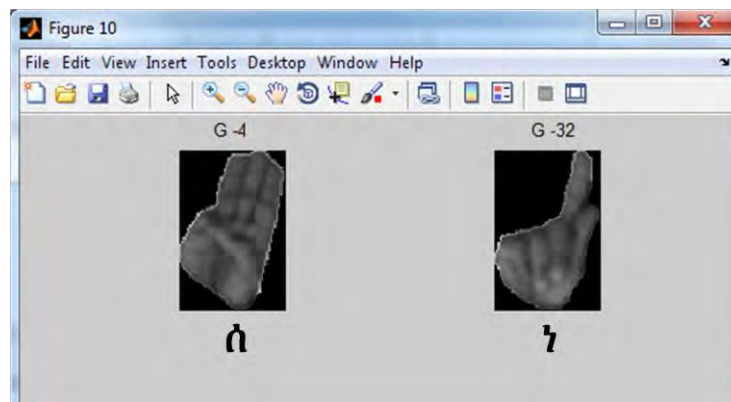 Figure 10
File Edit View Insert Tools Desktop Window Help
G -4 G -32
ሰ ነ